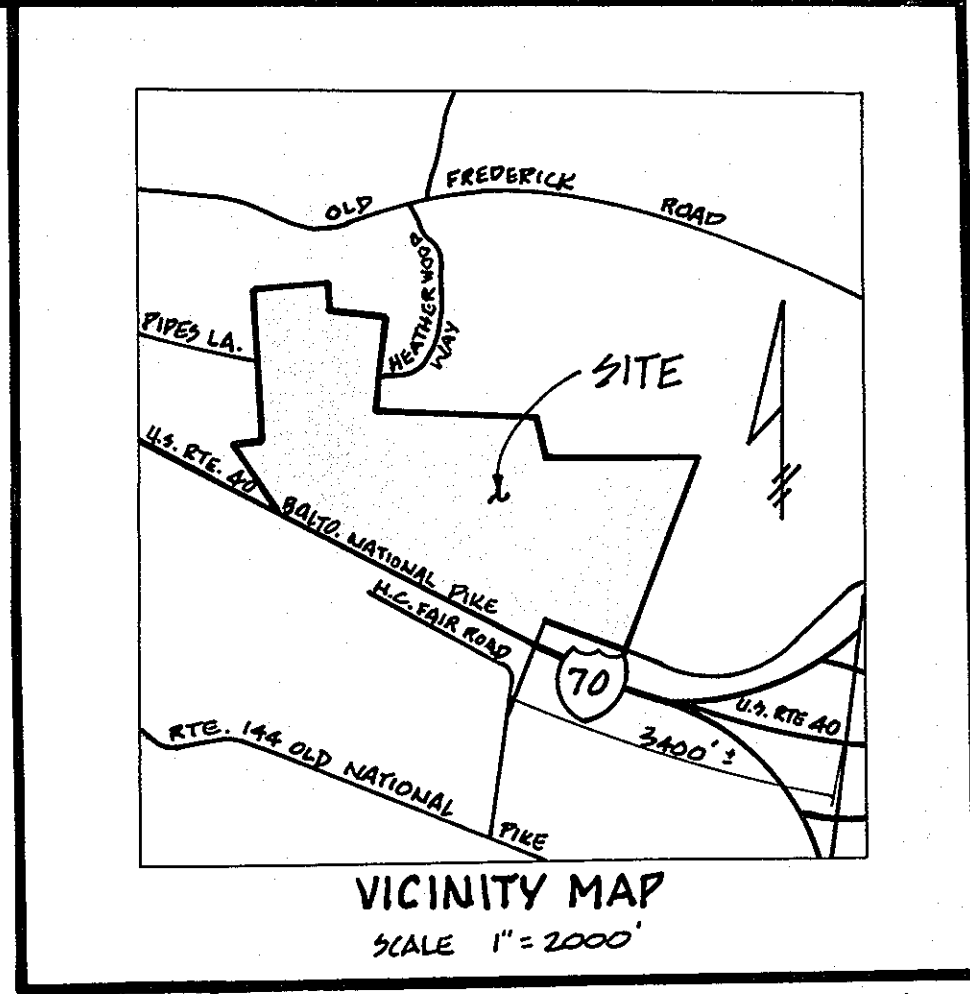 OLD FREDERICK ROAD
HEATHERWOOD
WAY
PIPES LA.
SITE
U.S. RTE. 40
BALTO. NATIONAL PIKE
H.C. FAIR ROAD
70
U.S. RTE 40
3400' ±
RTE. 144 OLD NATIONAL PIKE
VICINITY MAP
SCALE 1" = 2000'